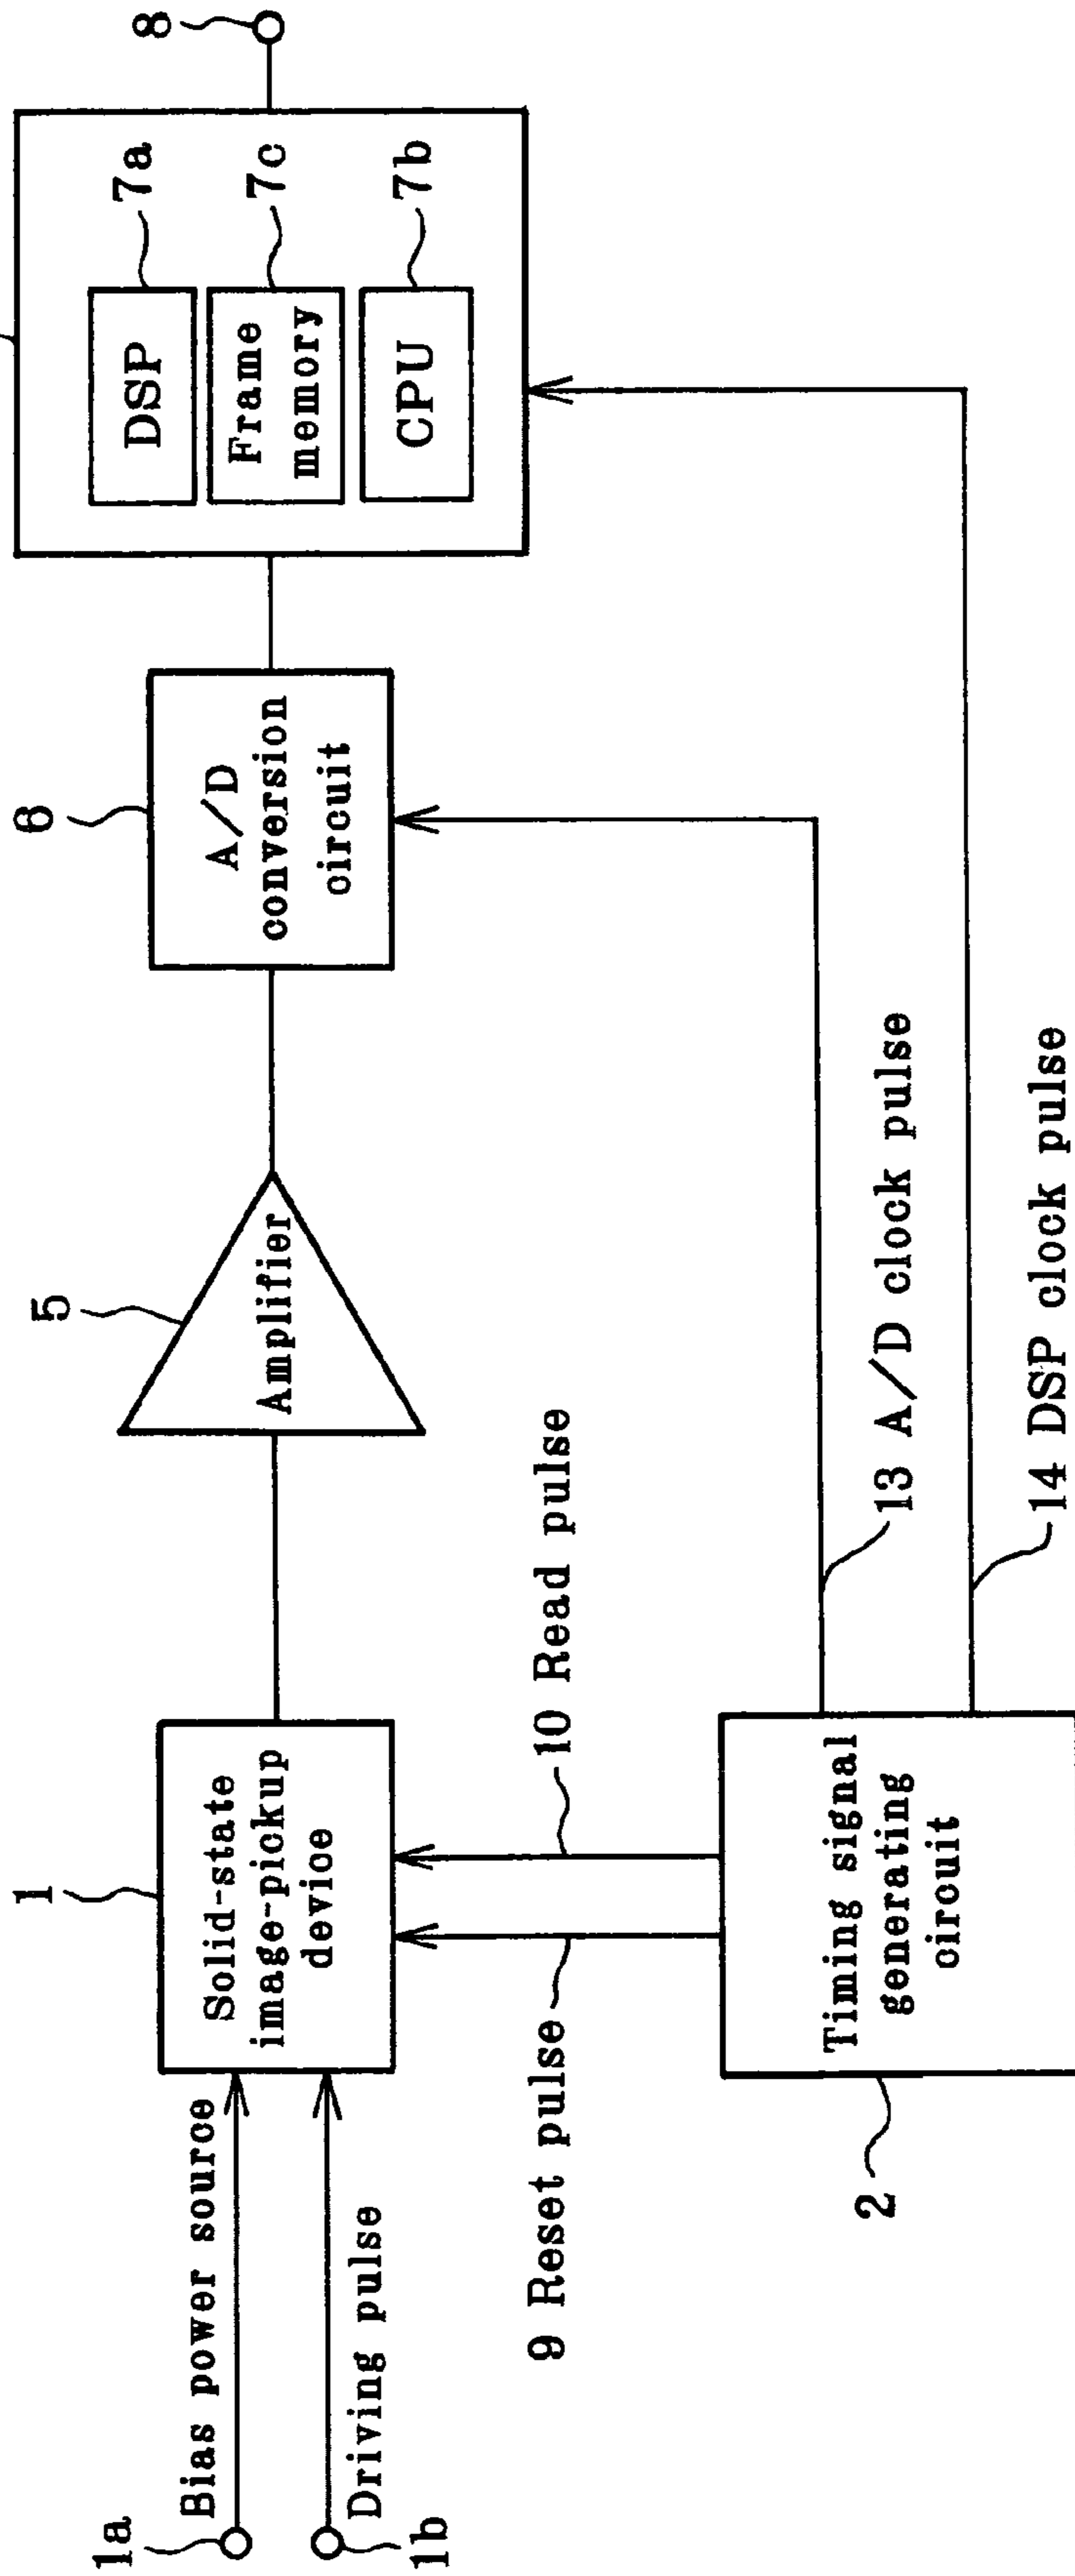 1a
Bias power source
Driving pulse
1b
1
Solid-state
image-pickup
device
9 Reset pulse
10 Read pulse
2
Timing signal
generating
circuit
5
Amplifier
6
A/D
conversion
circuit
13 A/D clock pulse
14 DSP clock pulse
DSP
7a
Frame
memory
7c
CPU
7b
8